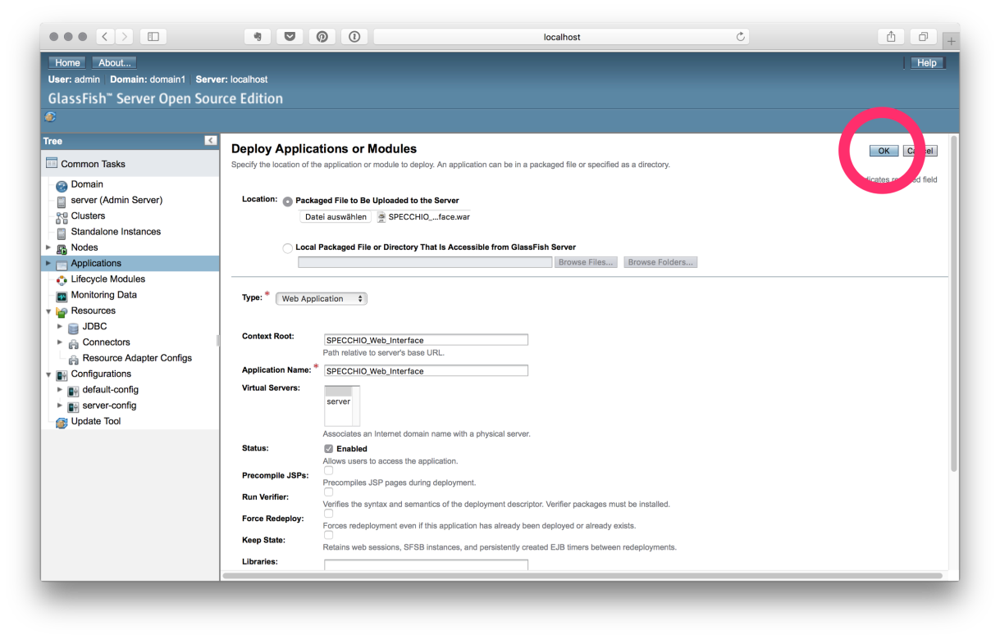 localhost
Home About... Help
User: admin Domain: domain1 Server: localhost
GlassFish™ Server Open Source Edition
Tree
Common Tasks
Domain
server (Admin Server)
Clusters
Standalone Instances
Nodes
Applications
Lifecycle Modules
Monitoring Data
Resources
JDBC
Connectors
Resource Adapter Configs
Configurations
default-config
server-config
Update Tool
Deploy Applications or Modules
OK
Specify the location of the application or module to deploy. An application can be in a packaged file or specified as a directory.
field
Location: Packaged File to Be Uploaded to the Server
Datei auswählen SPECCHIO_...face.war
Local Packaged File or Directory That Is Accessible from GlassFish Server
Browse Files... Browse Folders...
Type: * Web Application
Context Root: SPECCHIO_Web_Interface
Path relative to server's base URL.
Application Name: * SPECCHIO_Web_Interface
Virtual Servers:
server
Associates an Internet domain name with a physical server.
Status: Enabled
Allows users to access the application.
Precompile JSPs:
Precompiles JSP pages during deployment.
Run Verifier:
Verifies the syntax and semantics of the deployment descriptor. Verifier packages must be installed.
Force Redeploy:
Forces redeployment even if this application has already been deployed or already exists.
Keep State:
Retains web sessions, SFSB instances, and persistently created EJB timers between redeployments.
Libraries: